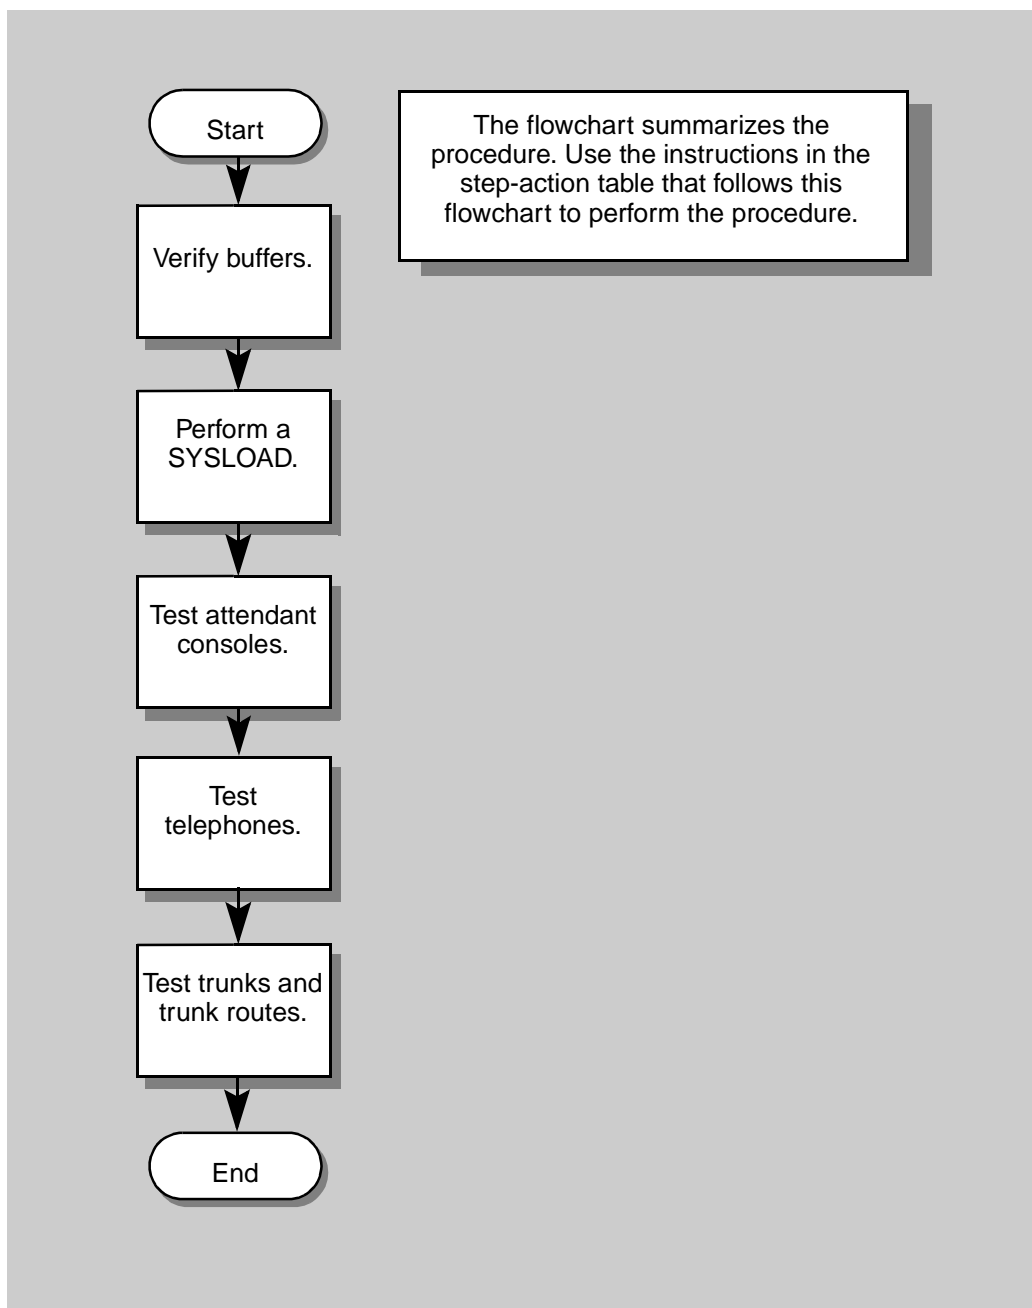 Start
The flowchart summarizes the
procedure. Use the instructions in the
step-action table that follows this
flowchart to perform the procedure.
Verify buffers.
Perform a
SYSLOAD.
Test attendant
consoles.
Test
telephones.
Test trunks and
trunk routes.
End